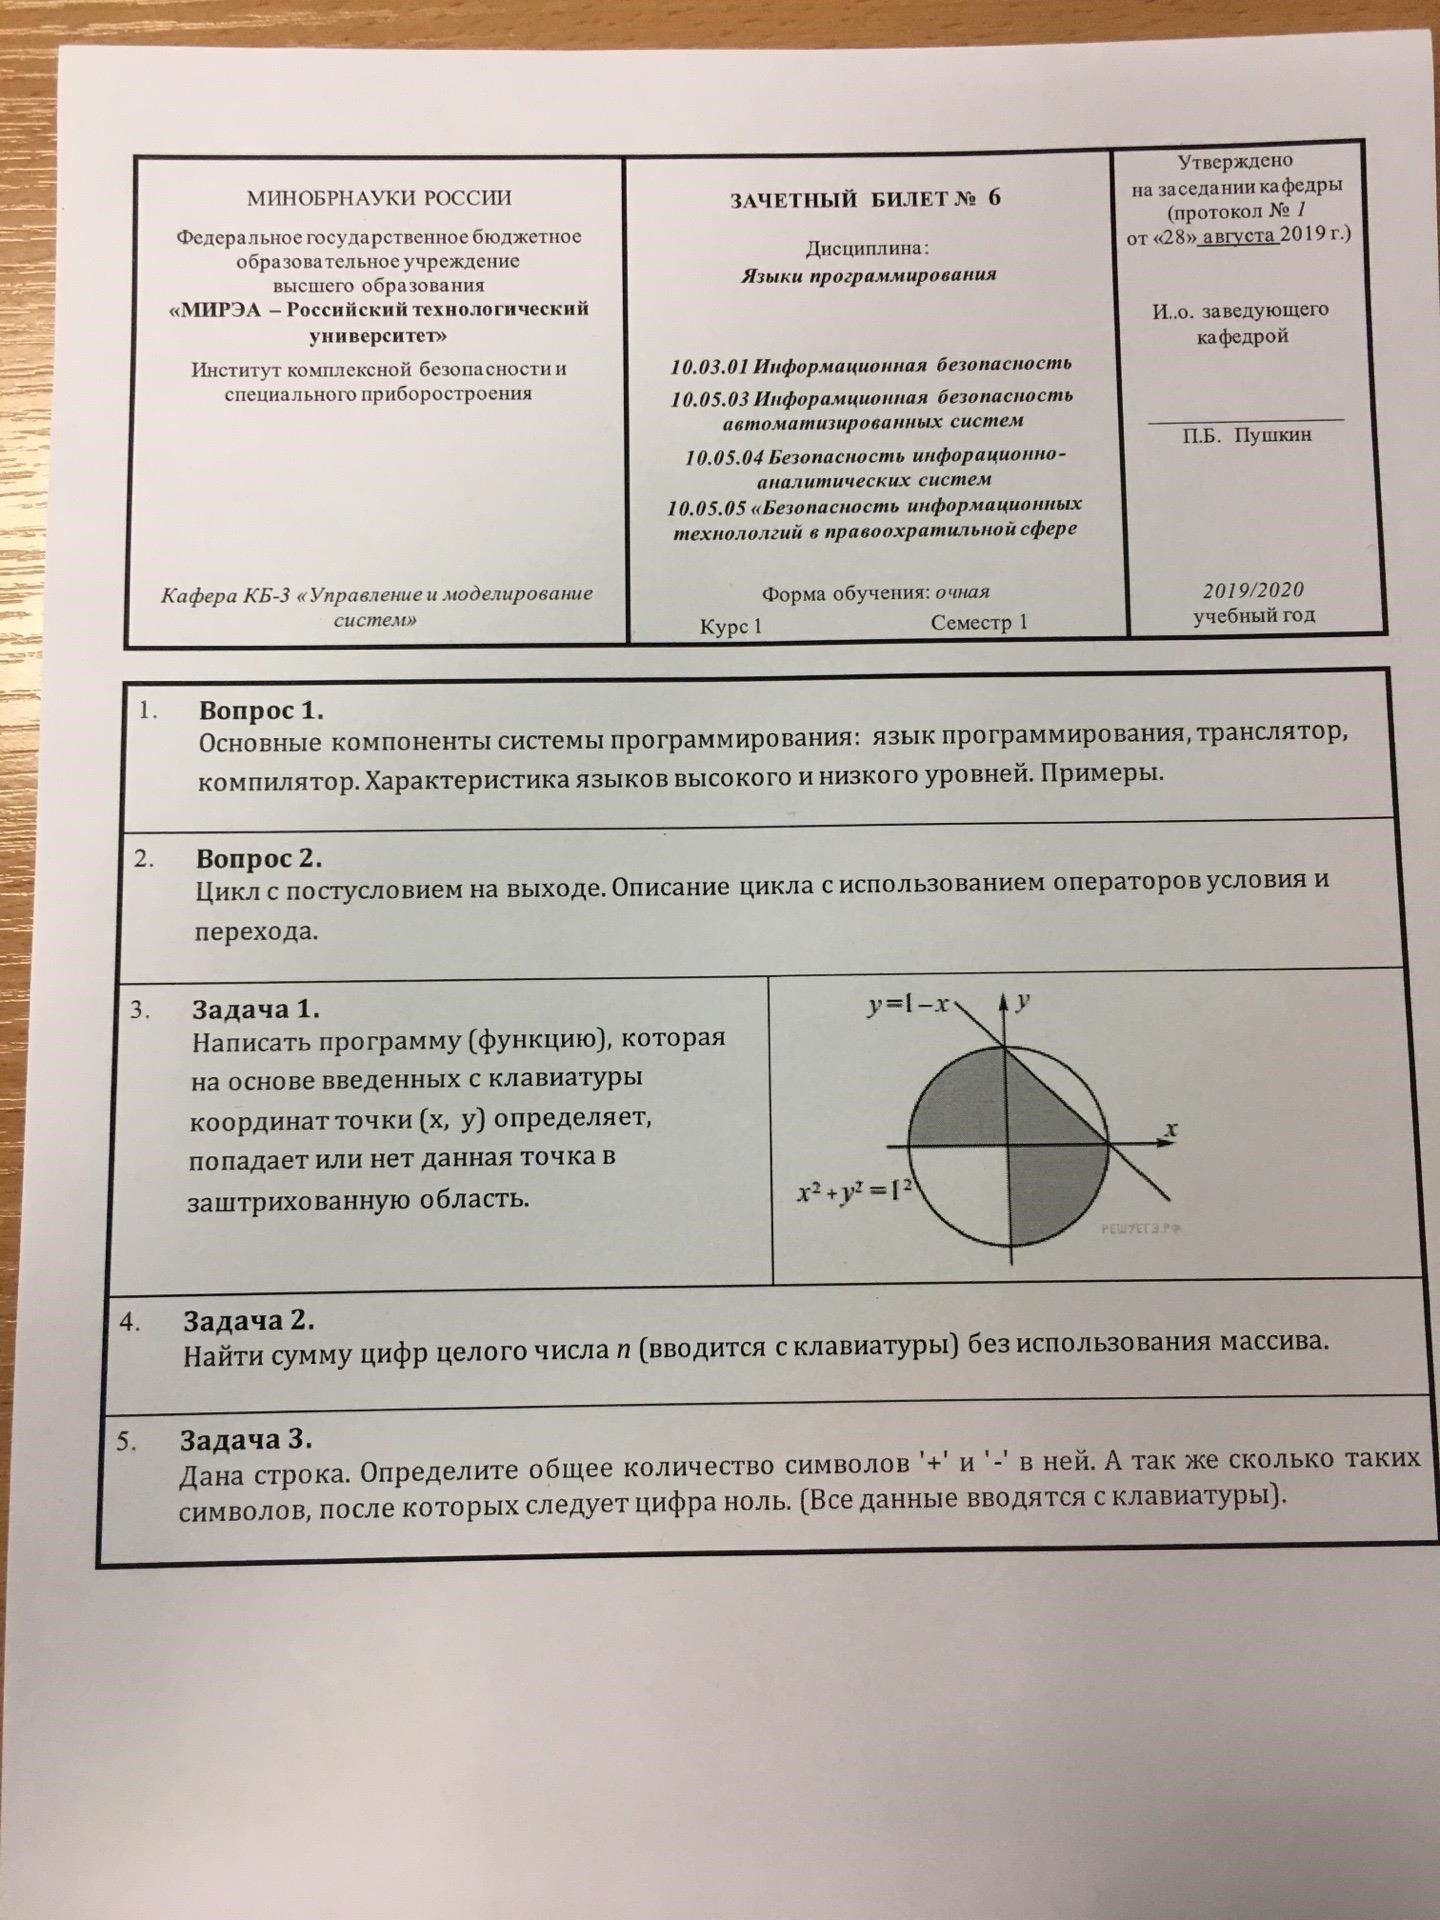 МИНОБРНАУКИ РОССИИ
Федеральное государственное бюджетное
образовательное учреждение
высшего образования
«МИРЭА – Российский технологический
университет»
Институт комплексной безопасности и
специального приборостроения
Кафера КБ-3 «Управление и моделирование
систем»
ЗАЧЕТНЫЙ БИЛЕТ № 6
Дисциплина:
Языки программирования
10.03.01 Информационная безопасность
10.05.03 Инфорамционная безопасность
автоматизированных систем
10.05.04 Безопасность инфорационно-
аналитических систем
10.05.05 «Безопасность информационных
технололгий в правоохратильной сфере
Форма обучения: очная
Курс 1 Семестр 1
Утверждено
на заседании кафедры
(протокол № 1
от «28» августа 2019 г.)
И..о. заведующего
кафедрой
П.Б. Пушкин
2019/2020
учебный год
1. Вопрос 1.
Основные компоненты системы программирования: язык программирования, транслятор,
компилятор. Характеристика языков высокого и низкого уровней. Примеры.
2. Вопрос 2.
Цикл с постусловием на выходе. Описание цикла с использованием операторов условия и
перехода.
3. Задача 1.
Написать программу (функцию), которая
на основе введенных с клавиатуры
координат точки (x, y) определяет,
попадает или нет данная точка в
заштрихованную область.
y=1-x
y
x
x²+y²=1²
РЕШУЕГЭ.РФ
4. Задача 2.
Найти сумму цифр целого числа n (вводится с клавиатуры) без использования массива.
5. Задача 3.
Дана строка. Определите общее количество символов '+' и '-' в ней. А так же сколько таких
символов, после которых следует цифра ноль. (Все данные вводятся с клавиатуры).